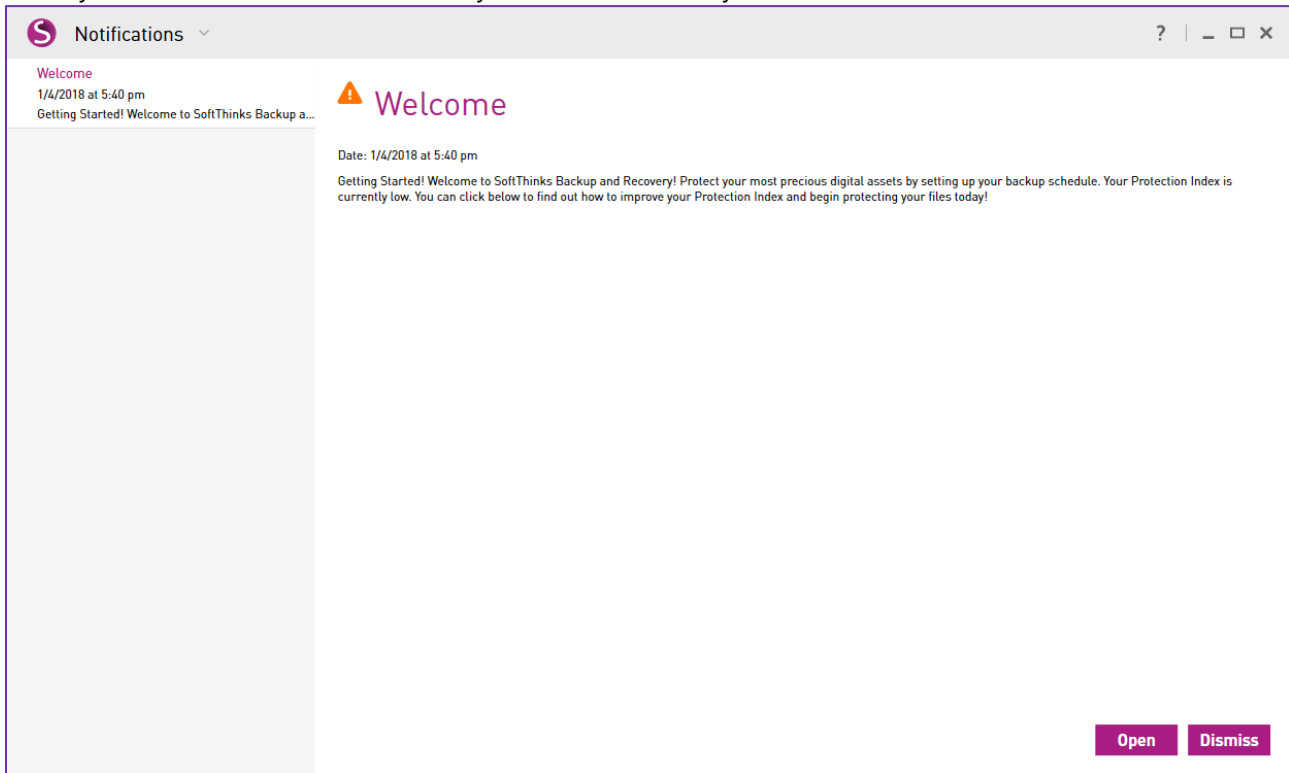 Notifications
?
Welcome
1/4/2018 at 5:40 pm
Getting Started! Welcome to SoftThinks Backup a...
Welcome
Date: 1/4/2018 at 5:40 pm
Getting Started! Welcome to SoftThinks Backup and Recovery! Protect your most precious digital assets by setting up your backup schedule. Your Protection Index is
currently low. You can click below to find out how to improve your Protection Index and begin protecting your files today!
Open Dismiss